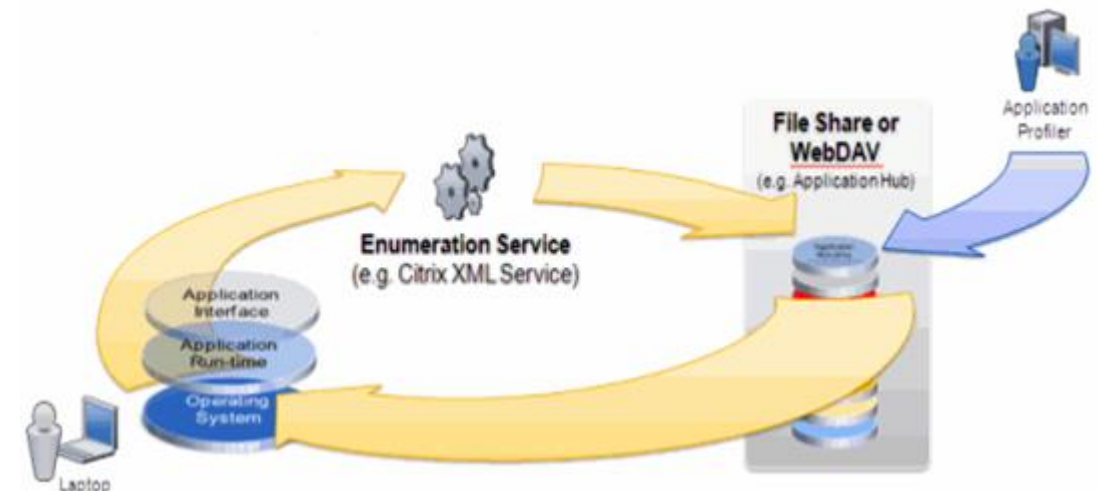 Application
Profiler
File Share or
WebDAV
(e.g. Application Hub)
Enumeration Service
(e.g. Citrix XML Service)
Application
Interface
Application
Run-time
Operating
System
Laptop